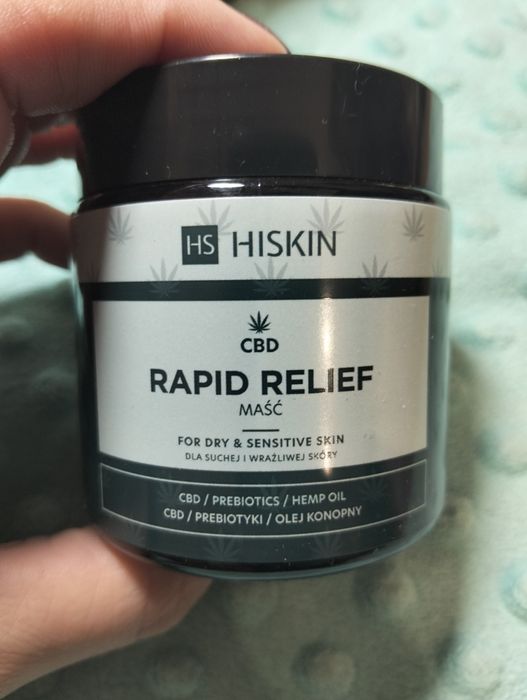 HS HISKIN
CBD
RAPID RELIEF
MAŚĆ
FOR DRY & SENSITIVE SKIN
DLA SUCHEJ I WRAŻLIWEJ SKÓRY
CBD / PREBIOTICS / HEMP OIL
CBD / PREBIOTYKI / OLEJ KONOPNY